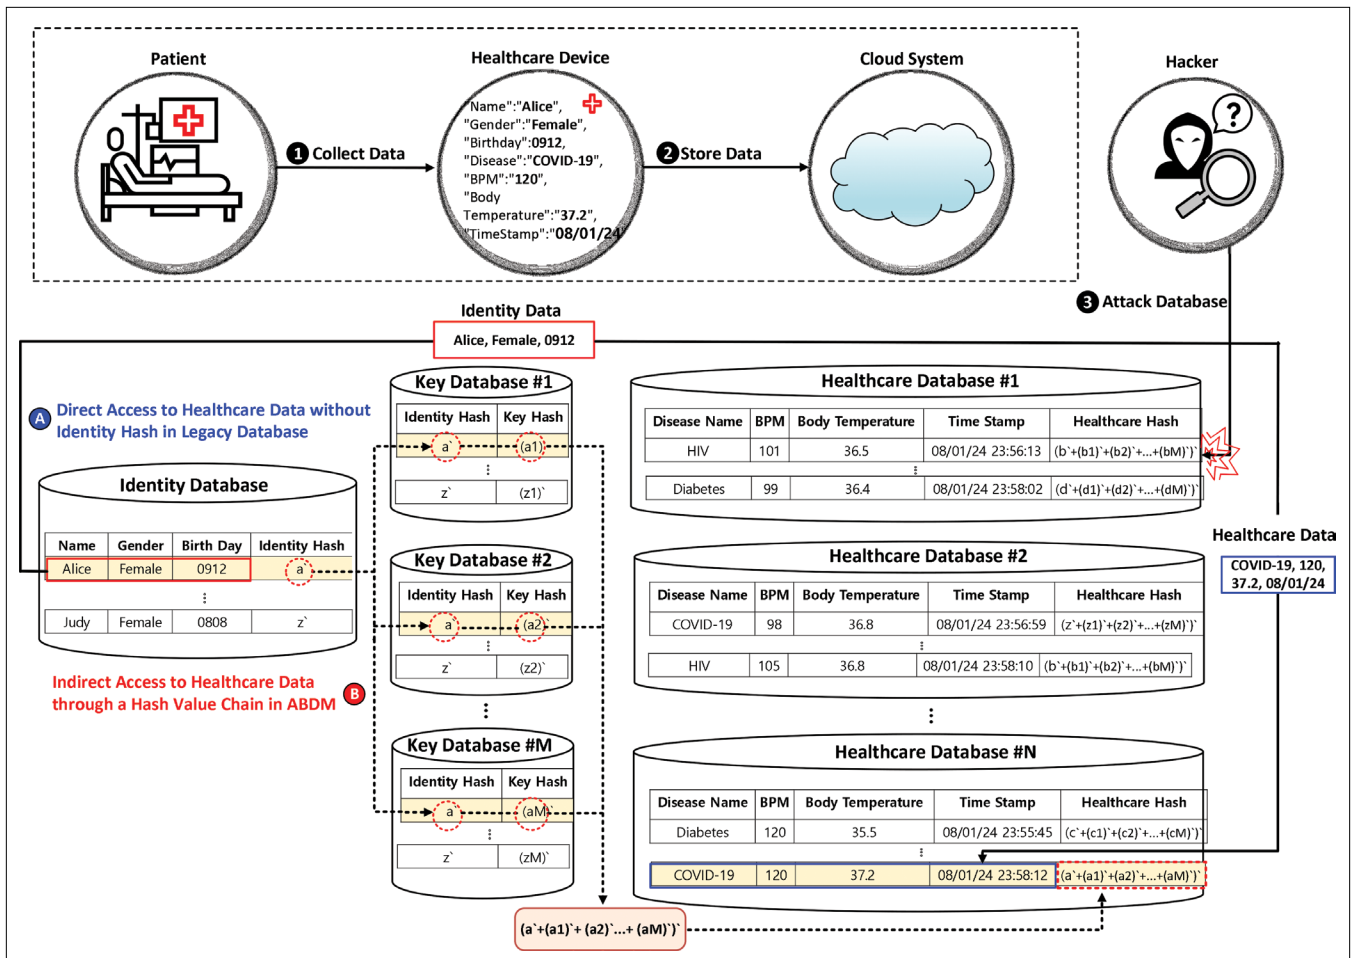 Patient
Healthcare Device
Cloud System
Hacker
"Name":"Alice",
"Gender":"Female",
"Birthday":0912,
"Disease":"COVID-19",
"BPM":"120",
"Body
Temperature":"37.2",
"TimeStamp":"08/01/24"
1 Collect Data
2 Store Data
?
3 Attack Database
Identity Data
Alice, Female, 0912
A Direct Access to Healthcare Data without
Identity Hash in Legacy Database
Identity Database
Name Gender Birth Day Identity Hash
Alice Female 0912 a`
⋮
Judy Female 0808 z`
Indirect Access to Healthcare Data
through a Hash Value Chain in ABDM B
Key Database #1
Identity Hash Key Hash
a` (a1)`
⋮
z` (z1)`
Key Database #2
Identity Hash Key Hash
a` (a2)`
⋮
z` (z2)`
⋮
Key Database #M
Identity Hash Key Hash
a` (aM)`
⋮
z` (zM)`
(a`+(a1)`+ (a2)`...+ (aM)`)`
Healthcare Database #1
Disease Name BPM Body Temperature Time Stamp Healthcare Hash
HIV 101 36.5 08/01/24 23:56:13 (b`+(b1)`+(b2)`+...+(bM)`)`
⋮
Diabetes 99 36.4 08/01/24 23:58:02 (d`+(d1)`+(d2)`+...+(dM)`)`
Healthcare Database #2
Disease Name BPM Body Temperature Time Stamp Healthcare Hash
COVID-19 98 36.8 08/01/24 23:56:59 (z`+(z1)`+(z2)`+...+(zM)`)`
⋮
HIV 105 36.8 08/01/24 23:58:10 (b`+(b1)`+(b2)`+...+(bM)`)`
⋮
Healthcare Database #N
Disease Name BPM Body Temperature Time Stamp Healthcare Hash
Diabetes 120 35.5 08/01/24 23:55:45 (c`+(c1)`+(c2)`+...+(cM)`)`
⋮
COVID-19 120 37.2 08/01/24 23:58:12 (a`+(a1)`+(a2)`+...+(aM)`)`
Healthcare Data
COVID-19, 120,
37.2, 08/01/24